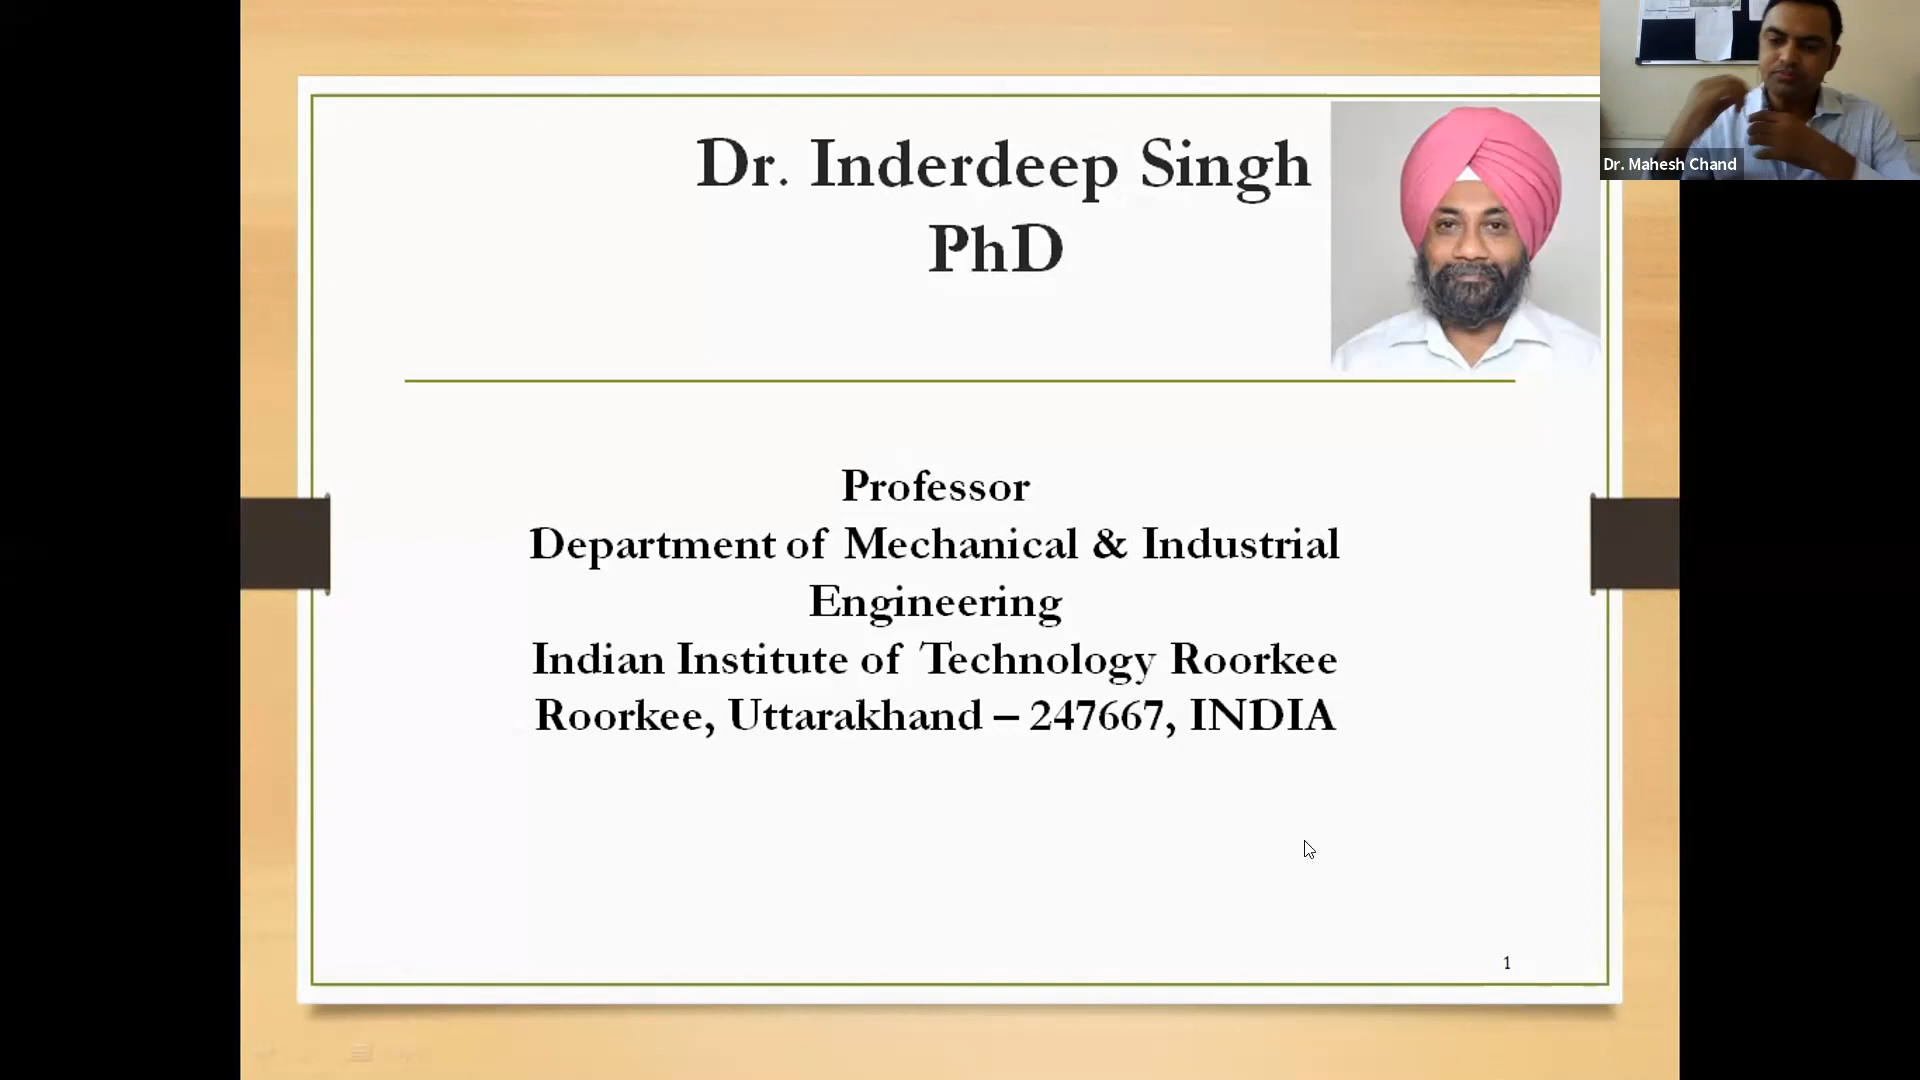 Dr. Inderdeep Singh
PhD
Dr. Mahesh Chand
Professor
Department of Mechanical & Industrial
Engineering
Indian Institute of Technology Roorkee
Roorkee, Uttarakhand – 247667, INDIA
1